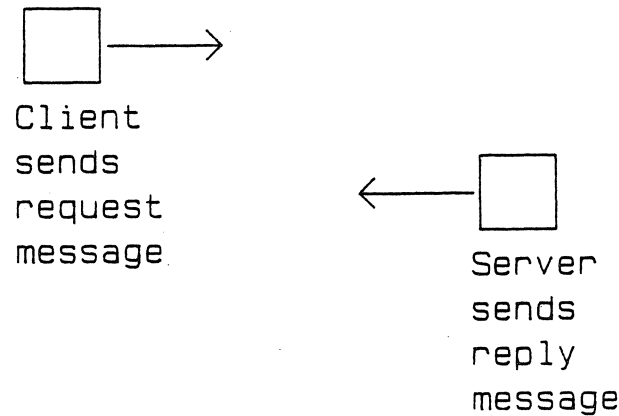 Client
sends
request
message
Server
sends
reply
message